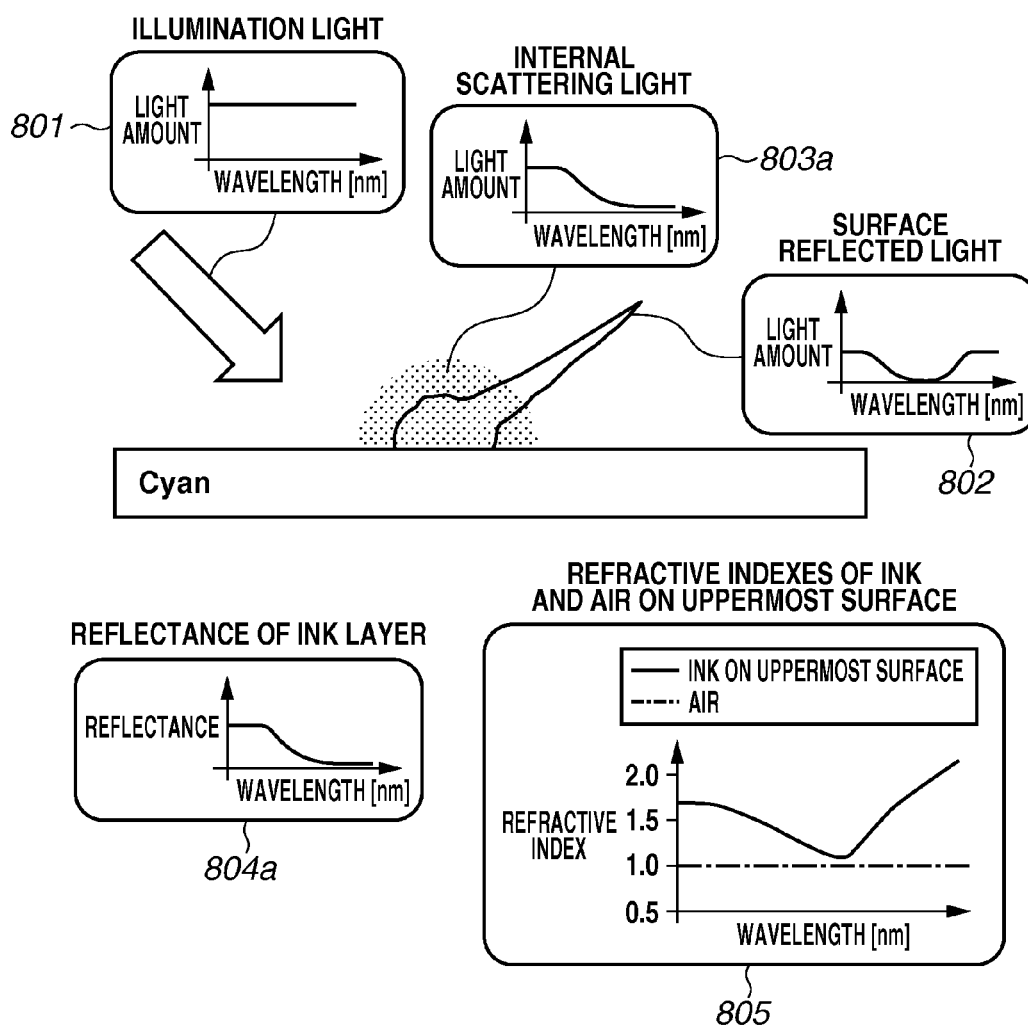 ILLUMINATION LIGHT
LIGHT
AMOUNT
WAVELENGTH [nm]
801
INTERNAL
SCATTERING LIGHT
LIGHT
AMOUNT
WAVELENGTH [nm]
803a
SURFACE
REFLECTED LIGHT
LIGHT
AMOUNT
WAVELENGTH [nm]
802
Cyan
REFLECTANCE OF INK LAYER
REFLECTANCE
WAVELENGTH [nm]
804a
REFRACTIVE INDEXES OF INK
AND AIR ON UPPERMOST SURFACE
INK ON UPPERMOST SURFACE
AIR
2.0
1.5
1.0
0.5
REFRACTIVE
INDEX
WAVELENGTH [nm]
805